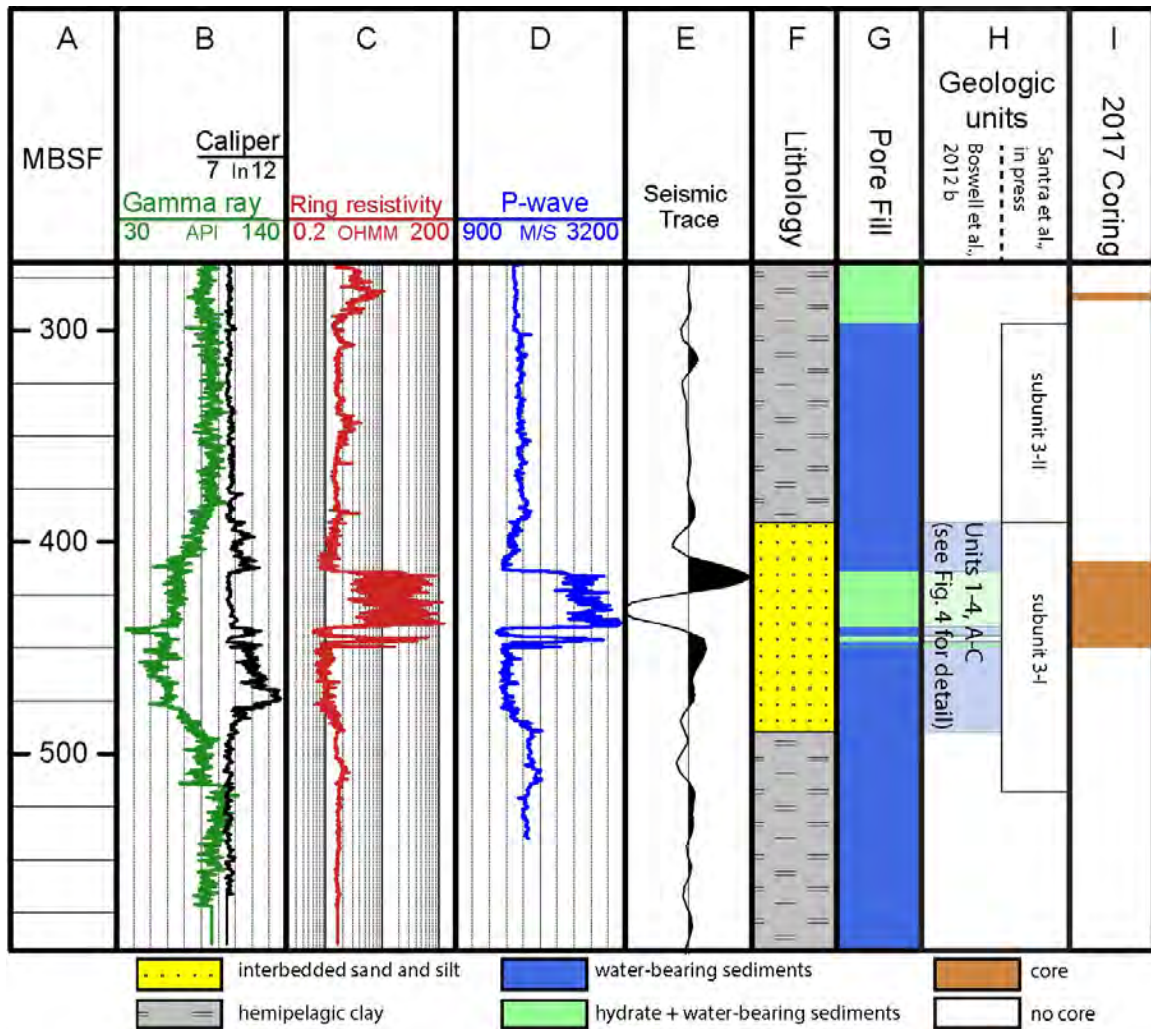 A B C D E F G H I
MBSF
Caliper
7 In 12
Gamma ray
30 API 140
Ring resistivity
0.2 OHMM 200
P-wave
900 M/S 3200
Seismic
Trace
Lithology
Pore Fill
Geologic
units
Boswell et al.,
2012 b
Santra et al.,
in press
2017 Coring
300
400
500
Units 1-4, A-C
(see Fig. 4 for detail)
subunit 3-II
subunit 3-I
interbedded sand and silt
water-bearing sediments
core
hemipelagic clay
hydrate + water-bearing sediments
no core